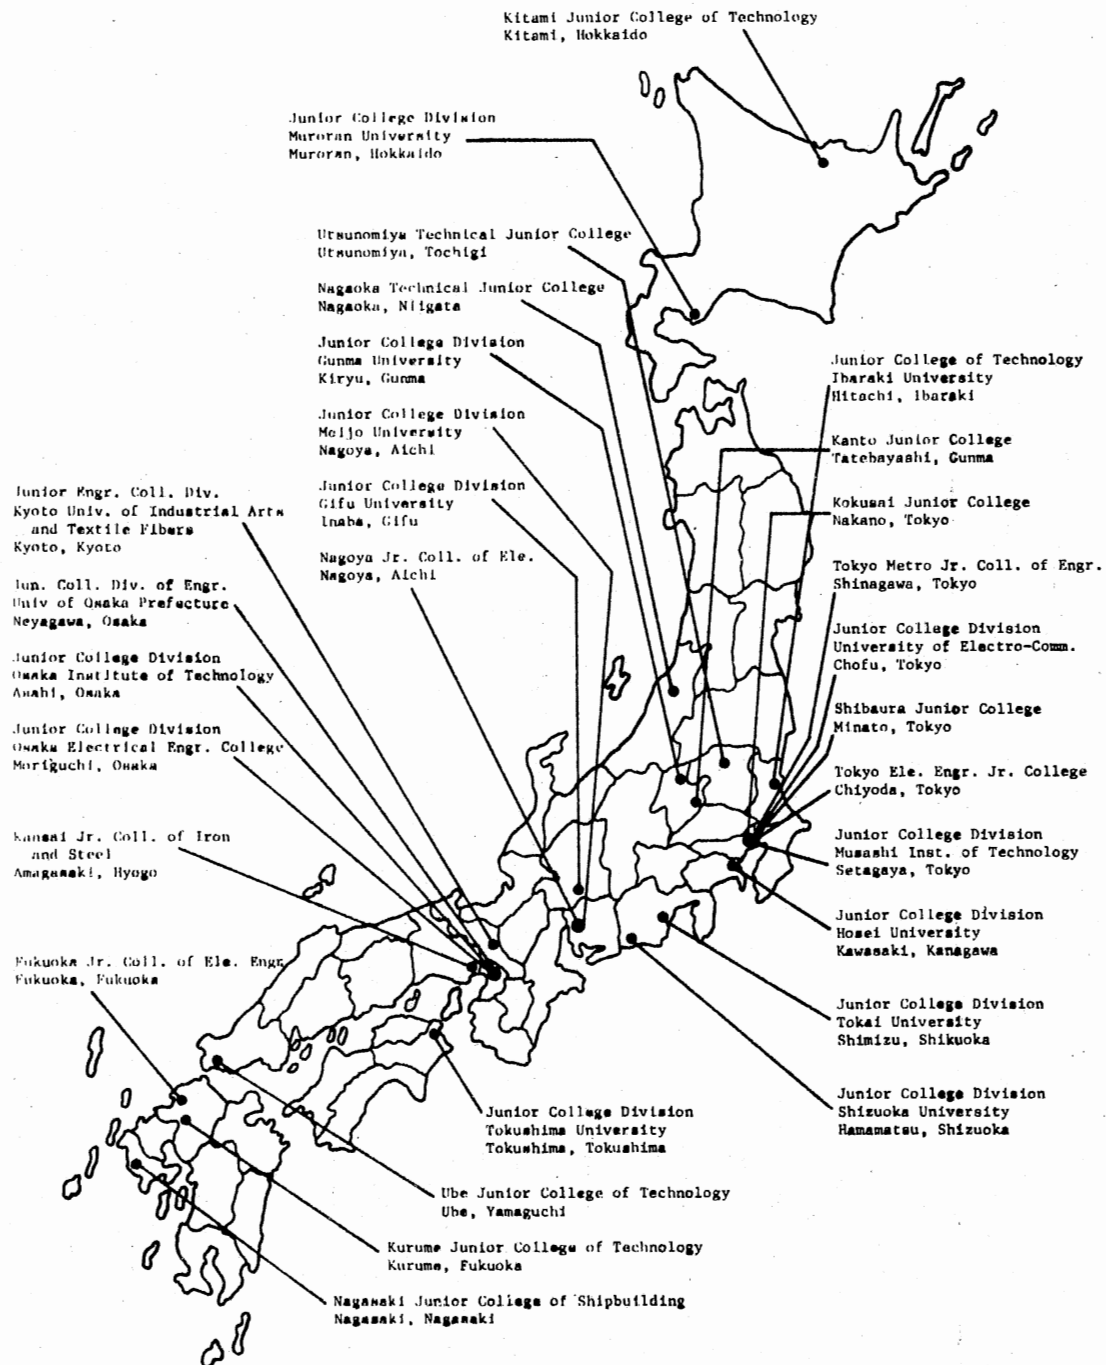 Kitami Junior College of Technology
Kitami, Hokkaido
Junior College Division
Muroran University
Muroran, Hokkaido
Utsunomiya Technical Junior College
Utsunomiya, Tochigi
Nagaoka Technical Junior College
Nagaoka, Niigata
Junior College Division
Gunma University
Kiryu, Gunma
Junior College Division
Meijo University
Nagoya, Aichi
Junior College Division
Gifu University
Inaba, Gifu
Nagoya Jr. Coll. of Ele.
Nagoya, Aichi
Junior Engr. Coll. Div.
Kyoto Univ. of Industrial Arts
and Textile Fibers
Kyoto, Kyoto
Jun. Coll. Div. of Engr.
Univ of Osaka Prefecture
Neyagawa, Osaka
Junior College Division
Osaka Institute of Technology
Asahi, Osaka
Junior College Division
Osaka Electrical Engr. College
Moriguchi, Osaka
Kansai Jr. Coll. of Iron
and Steel
Amagasaki, Hyogo
Fukuoka Jr. Coll. of Ele. Engr.
Fukuoka, Fukuoka
Junior College of Technology
Ibaraki University
Hitachi, Ibaraki
Kanto Junior College
Tatebayashi, Gunma
Kokusai Junior College
Nakano, Tokyo
Tokyo Metro Jr. Coll. of Engr.
Shinagawa, Tokyo
Junior College Division
University of Electro-Comm.
Chofu, Tokyo
Shibaura Junior College
Minato, Tokyo
Tokyo Ele. Engr. Jr. College
Chiyoda, Tokyo
Junior College Division
Musashi Inst. of Technology
Setagaya, Tokyo
Junior College Division
Hosei University
Kawasaki, Kanagawa
Junior College Division
Tokai University
Shimizu, Shikuoka
Junior College Division
Shizuoka University
Hamamatsu, Shizuoka
Junior College Division
Tokushima University
Tokushima, Tokushima
Ube Junior College of Technology
Ube, Yamaguchi
Kurume Junior College of Technology
Kurume, Fukuoka
Nagasaki Junior College of Shipbuilding
Nagasaki, Nagasaki